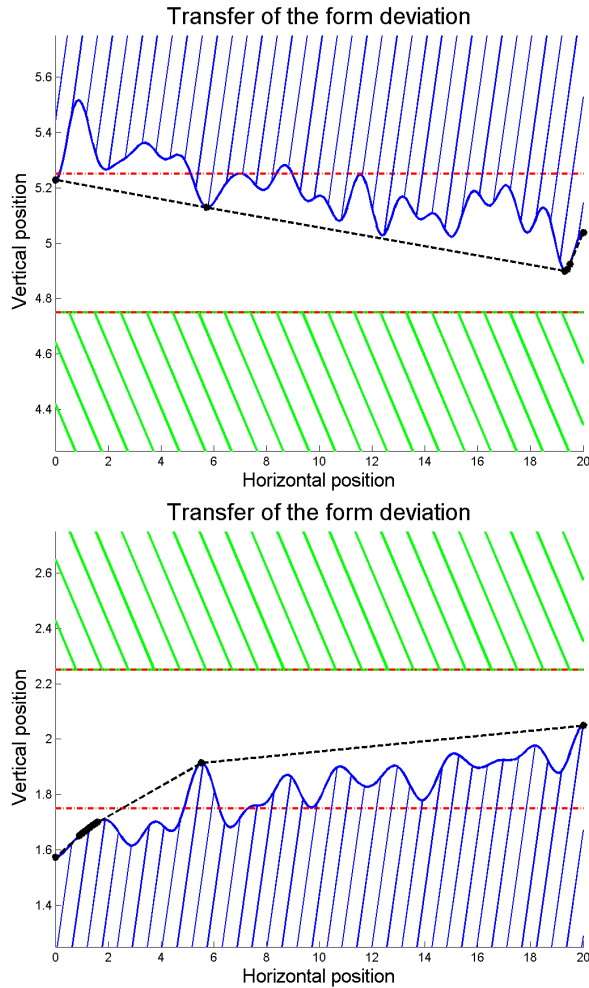 Transfer of the form deviation
5.6
5.4
5.2
5
4.8
4.6
4.4
Vertical position
0 2 4 6 8 10 12 14 16 18 20
Horizontal position
Transfer of the form deviation
2.6
2.4
2.2
2
1.8
1.6
1.4
Vertical position
0 2 4 6 8 10 12 14 16 18 20
Horizontal position